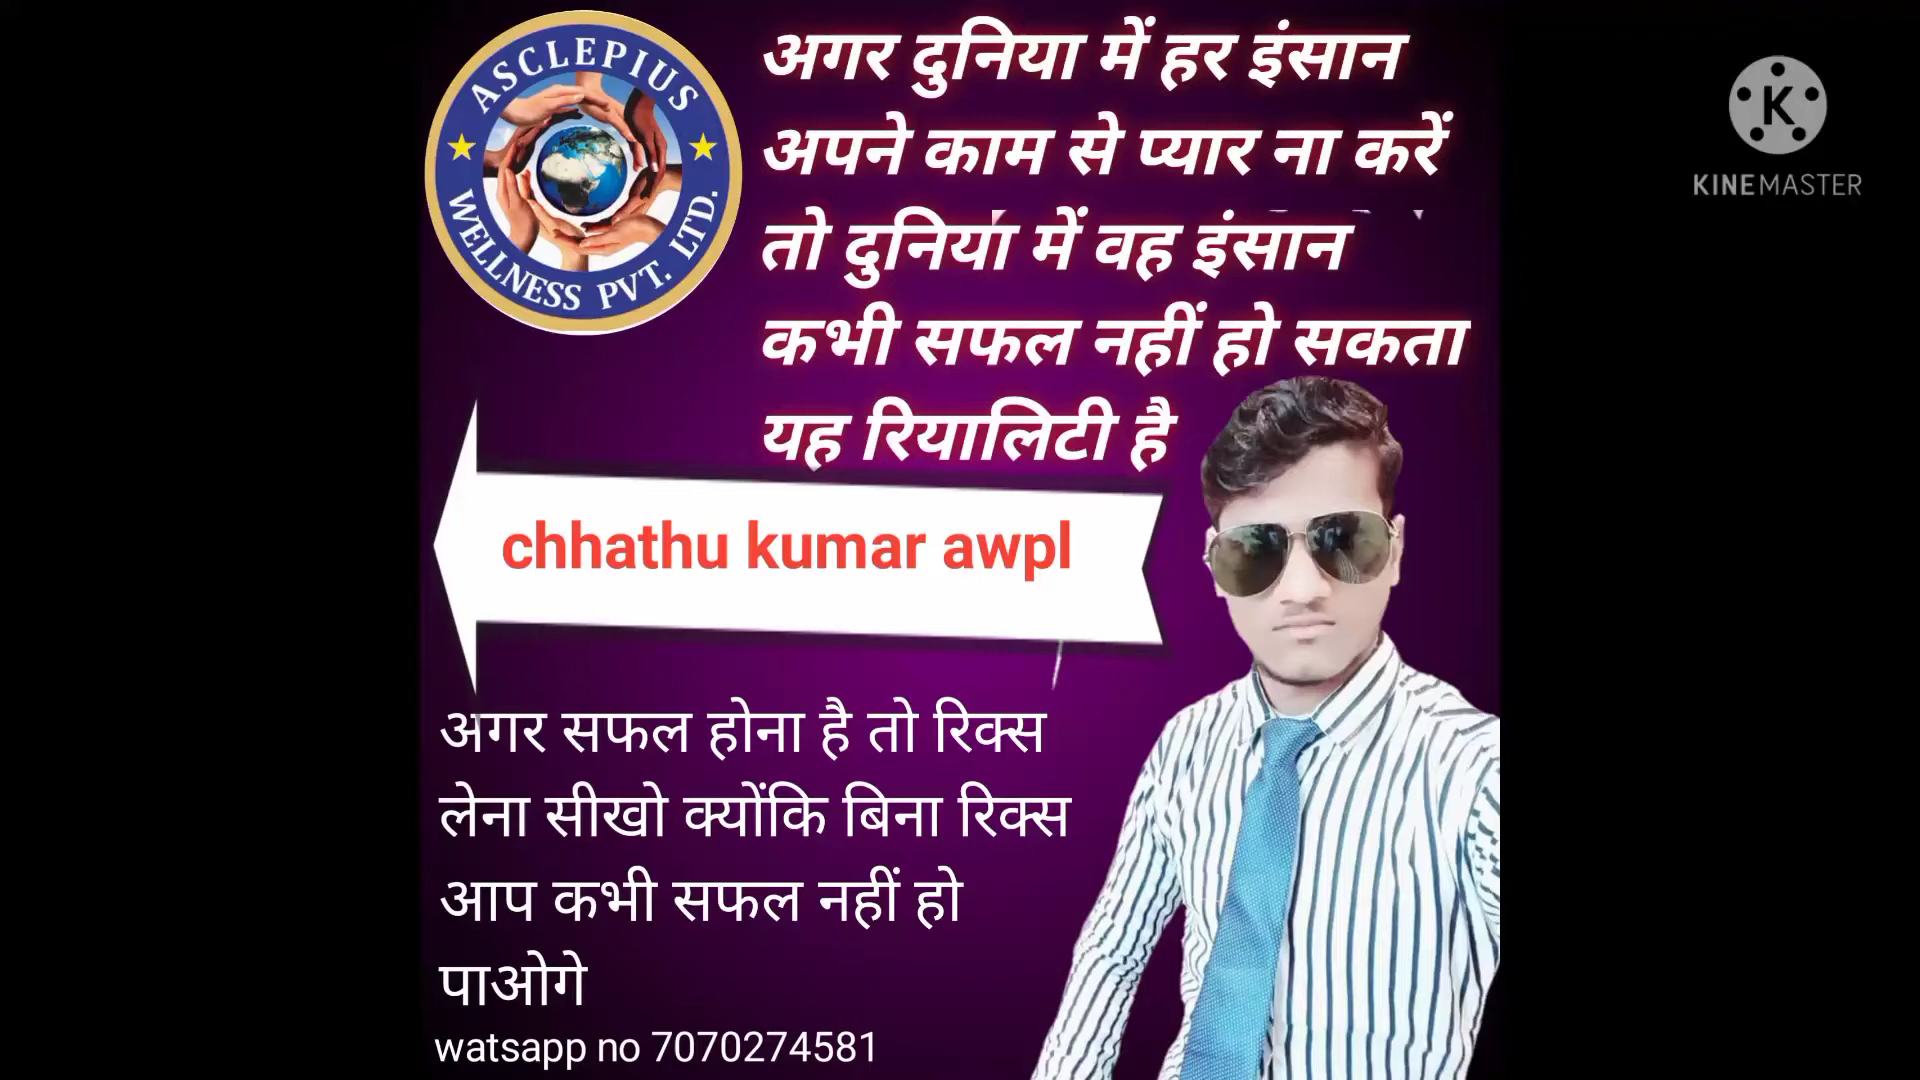 ASCLEPIUS
WELLNESS PVT. LTD.
अगर दुनिया में हर इंसान
अपने काम से प्यार ना करें
तो दुनिया में वह इंसान
कभी सफल नहीं हो सकता
यह रियालिटी है
K
KINEMASTER
chhathu kumar awpl
अगर सफल होना है तो रिक्स
लेना सीखो क्योंकि बिना रिक्स
आप कभी सफल नहीं हो
पाओगे
watsapp no 7070274581